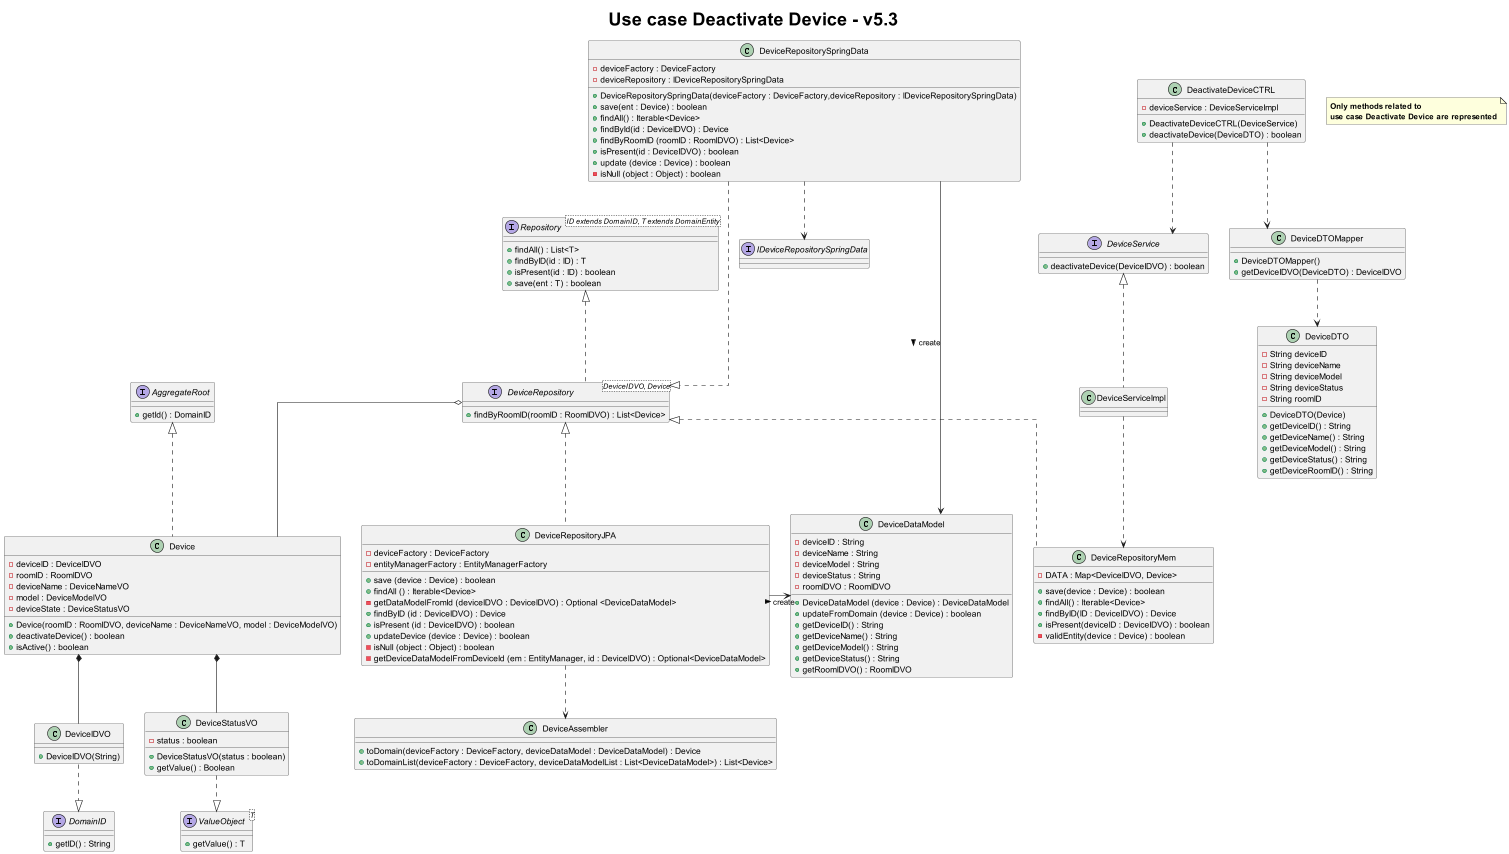 Use case Deactivate Device - v5.3
C DeviceRepositorySpringData
deviceFactory : DeviceFactory
deviceRepository : IDeviceRepositorySpringData
DeviceRepositorySpringData(deviceFactory : DeviceFactory,deviceRepository : IDeviceRepositorySpringData)
save(ent : Device) : boolean
findAll() : Iterable<Device>
findById(id : DeviceIDVO) : Device
findByRoomID (roomID : RoomIDVO) : List<Device>
isPresent(id : DeviceIDVO) : boolean
update (device : Device) : boolean
isNull (object : Object) : boolean
C DeactivateDeviceCTRL
deviceService : DeviceServiceImpl
DeactivateDeviceCTRL(DeviceService)
deactivateDevice(DeviceDTO) : boolean
Only methods related to
use case Deactivate Device are represented
I Repository
ID extends DomainID, T extends DomainEntity
findAll() : List<T>
findByID(id : ID) : T
isPresent(id : ID) : boolean
save(ent : T) : boolean
I IDeviceRepositorySpringData
I DeviceService
deactivateDevice(DeviceIDVO) : boolean
C DeviceDTOMapper
DeviceDTOMapper()
getDeviceIDVO(DeviceDTO) : DeviceIDVO
create
C DeviceDTO
String deviceID
String deviceName
String deviceModel
String deviceStatus
String roomID
DeviceDTO(Device)
getDeviceID() : String
getDeviceName() : String
getDeviceModel() : String
getDeviceStatus() : String
getDeviceRoomID() : String
I AggregateRoot
getId() : DomainID
I DeviceRepository
DeviceIDVO, Device
findByRoomID(roomID : RoomIDVO) : List<Device>
C DeviceServiceImpl
C Device
deviceID : DeviceIDVO
roomID : RoomIDVO
deviceName : DeviceNameVO
model : DeviceModelVO
deviceState : DeviceStatusVO
Device(roomID : RoomIDVO, deviceName : DeviceNameVO, model : DeviceModelVO)
deactivateDevice() : boolean
isActive() : boolean
C DeviceRepositoryJPA
deviceFactory : DeviceFactory
entityManagerFactory : EntityManagerFactory
save (device : Device) : boolean
findAll () : Iterable<Device>
getDataModelFromId (deviceIDVO : DeviceIDVO) : Optional <DeviceDataModel>
findByID (id : DeviceIDVO) : Device
isPresent (id : DeviceIDVO) : boolean
updateDevice (device : Device) : boolean
isNull (object : Object) : boolean
getDeviceDataModelFromDeviceId (em : EntityManager, id : DeviceIDVO) : Optional<DeviceDataModel>
create
C DeviceDataModel
deviceID : String
deviceName : String
deviceModel : String
deviceStatus : String
roomIDVO : RoomIDVO
DeviceDataModel (device : Device) : DeviceDataModel
updateFromDomain (device : Device) : boolean
getDeviceID() : String
getDeviceName() : String
getDeviceModel() : String
getDeviceStatus() : String
getRoomIDVO() : RoomIDVO
C DeviceRepositoryMem
DATA : Map<DeviceIDVO, Device>
save(device : Device) : boolean
findAll() : Iterable<Device>
findByID(ID : DeviceIDVO) : Device
isPresent(deviceID : DeviceIDVO) : boolean
validEntity(device : Device) : boolean
C DeviceIDVO
DeviceIDVO(String)
C DeviceStatusVO
status : boolean
DeviceStatusVO(status : boolean)
getValue() : Boolean
C DeviceAssembler
toDomain(deviceFactory : DeviceFactory, deviceDataModel : DeviceDataModel) : Device
toDomainList(deviceFactory : DeviceFactory, deviceDataModelList : List<DeviceDataModel>) : List<Device>
I DomainID
getID() : String
I ValueObject
T
getValue() : T